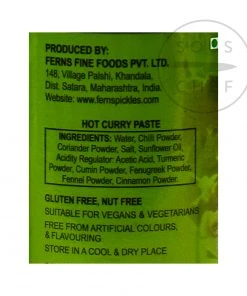 PRODUCED BY:
FERNS FINE FOODS PVT. LTD.
148, Village Palshi, Khandala.
Dist. Satara, Maharashtra, India.
Website: www.fernspickles.com
HOT CURRY PASTE
INGREDIENTS: Water, Chilli Powder,
Coriander Powder, Salt, Sunflower Oil,
Acidity Regulator: Acetic Acid, Turmeric
Powder, Cumin Powder, Fenugreek Powder,
Fennel Powder, Cinnamon Powder.
GLUTEN FREE, NUT FREE
SUITABLE FOR VEGANS & VEGETARIANS
FREE FROM ARTIFICIAL COLOURS,
& FLAVOURING
STORE IN A COOL & DRY PLACE
SOUS
CHEF